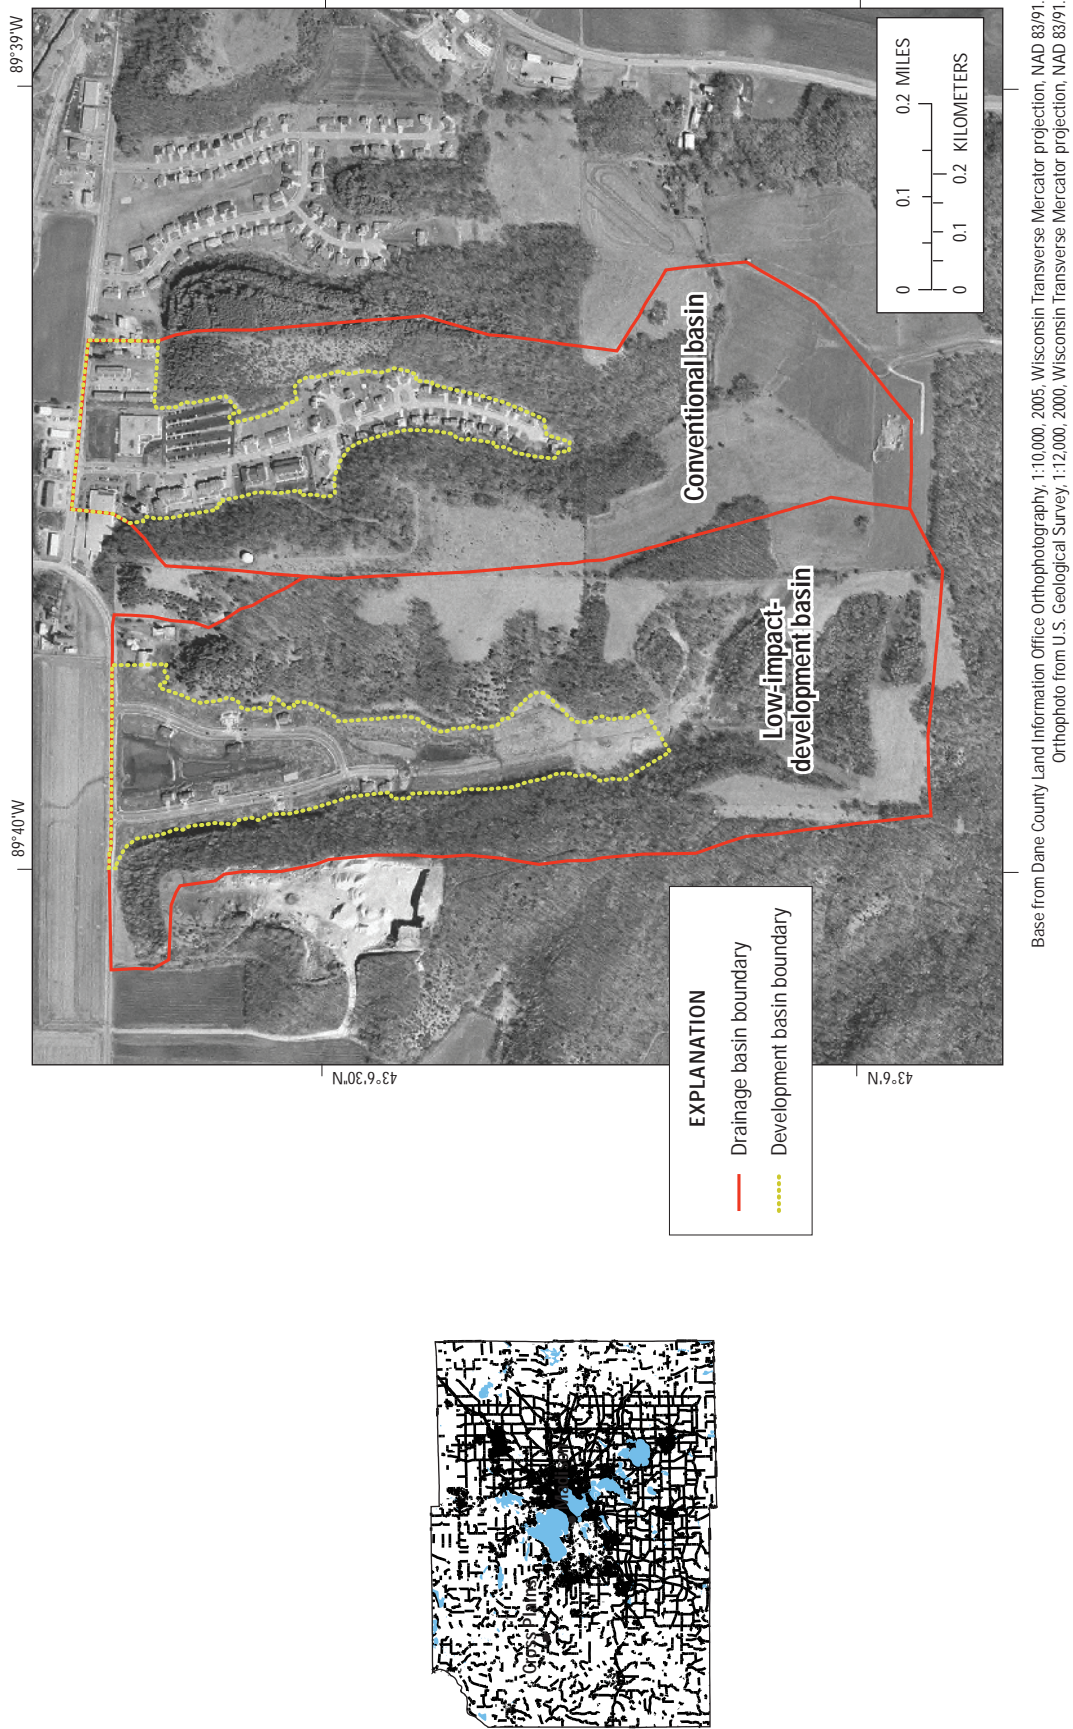 89°40'W
89°39'W
43°6'30"N
43°6'N
Conventional basin
Low-impact-
development basin
0 0.1 0.2 MILES
0 0.1 0.2 KILOMETERS
EXPLANATION
Drainage basin boundary
Development basin boundary
Cross Plains
Madison
Base from Dane County Land Information Office Orthophotography, 1:10,000, 2005, Wisconsin Transverse Mercator projection, NAD 83/91.
Orthophoto from U.S. Geological Survey, 1:12,000, 2000, Wisconsin Transverse Mercator projection, NAD 83/91.